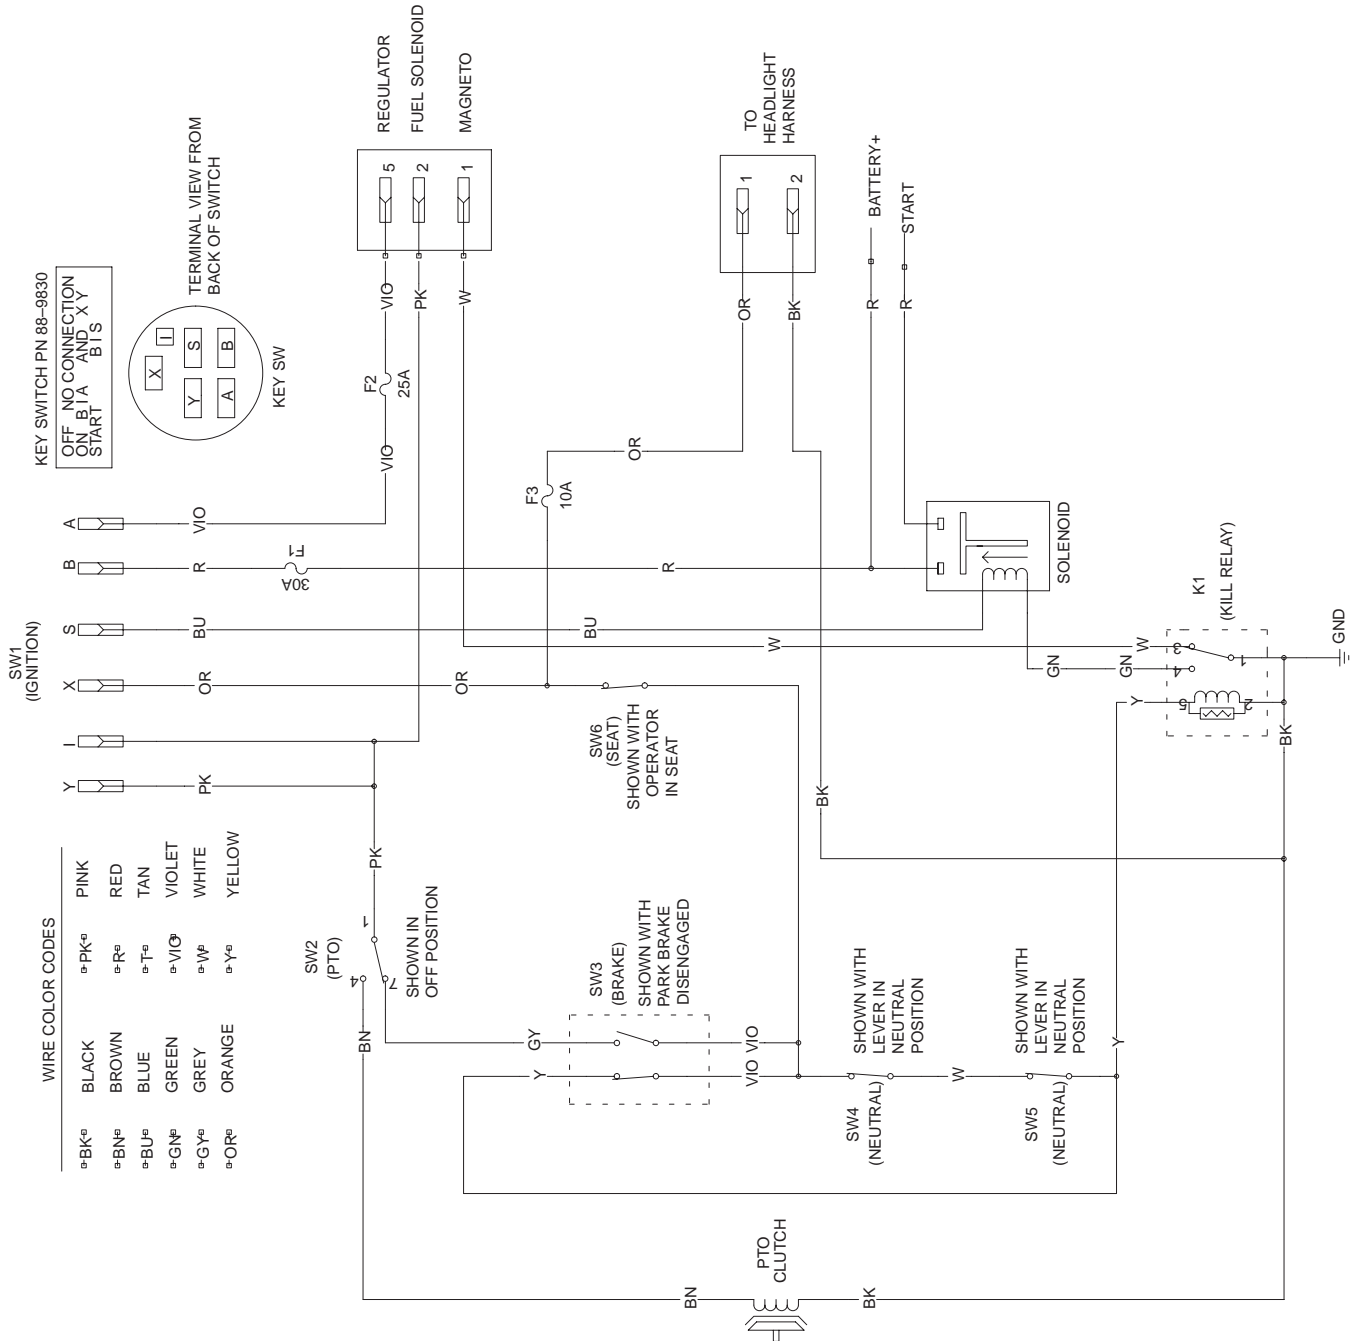 KEY SWITCH PN 88–9830
OFF NO CONNECTION
ON B I A AND X Y
START B I S
TERMINAL VIEW FROM
BACK OF SWITCH
X
I
Y
S
A
B
KEY SW
REGULATOR
FUEL SOLENOID
MAGNETO
5
2
1
VIO
PK
W
F2
25A
VIO
TO
HEADLIGHT
HARNESS
1
2
OR
BK
OR
F3
10A
BATTERY+
START
R
R
SW1
(IGNITION)
A
B
S
X
I
Y
VIO
R
F1
30A
R
BU
BU
OR
OR
PK
W
SOLENOID
K1
(KILL RELAY)
GN
GN
W
3
4
1
Y
5
2
GND
BK
SW6
(SEAT)
SHOWN WITH
OPERATOR
IN SEAT
BK
WIRE COLOR CODES
BK BLACK
PK PINK
BN BROWN
R RED
BU BLUE
T TAN
GN GREEN
VIO VIOLET
GY GREY
W WHITE
OR ORANGE
Y YELLOW
PK
SW2
(PTO)
1
4
7
SHOWN IN
OFF POSITION
BN
GY
Y
SW3
(BRAKE)
SHOWN WITH
PARK BRAKE
DISENGAGED
VIO VIO
VIO VIO
SW4
(NEUTRAL)
SHOWN WITH
LEVER IN
NEUTRAL
POSITION
W
SW5
(NEUTRAL)
SHOWN WITH
LEVER IN
NEUTRAL
POSITION
Y
BN
PTO
CLUTCH
BK